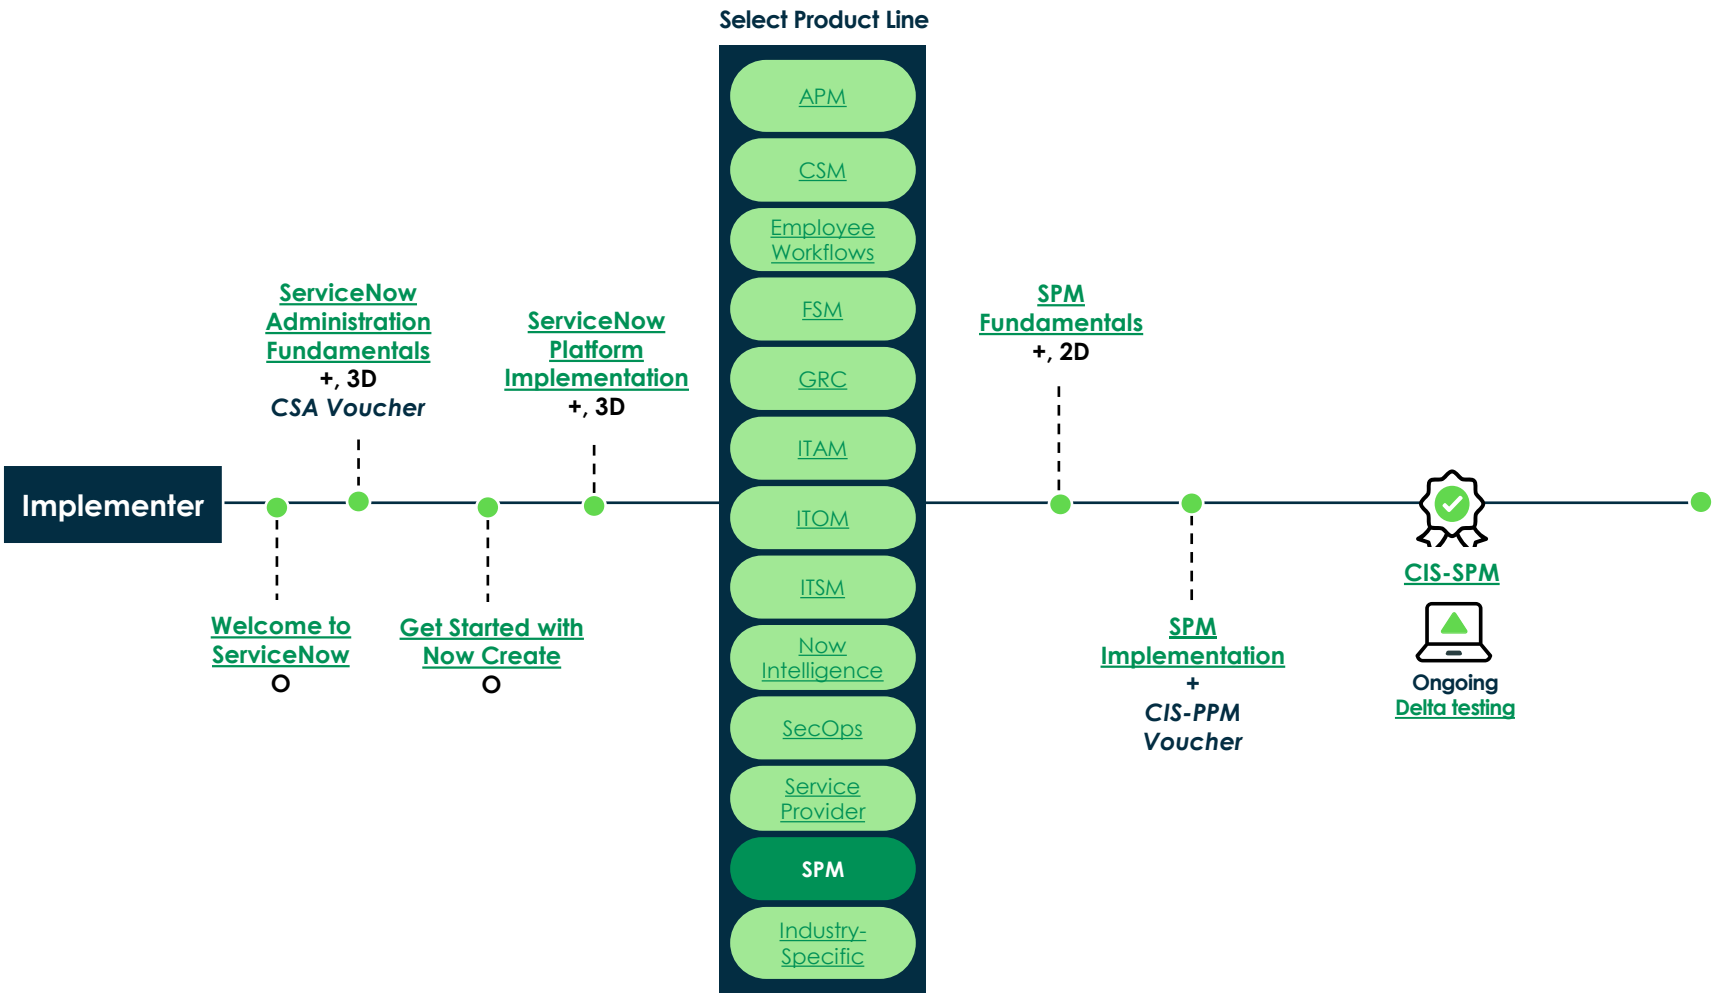 Select Product Line
APM
CSM
Employee
Workflows
FSM
GRC
ITAM
ITOM
ITSM
Now
Intelligence
SecOps
Service
Provider
SPM
Industry-
Specific
Implementer
Welcome to
ServiceNow
O
ServiceNow
Administration
Fundamentals
+, 3D
CSA Voucher
Get Started with
Now Create
O
ServiceNow
Platform
Implementation
+, 3D
SPM
Fundamentals
+, 2D
SPM
Implementation
+
CIS-PPM
Voucher
CIS-SPM
Ongoing
Delta testing